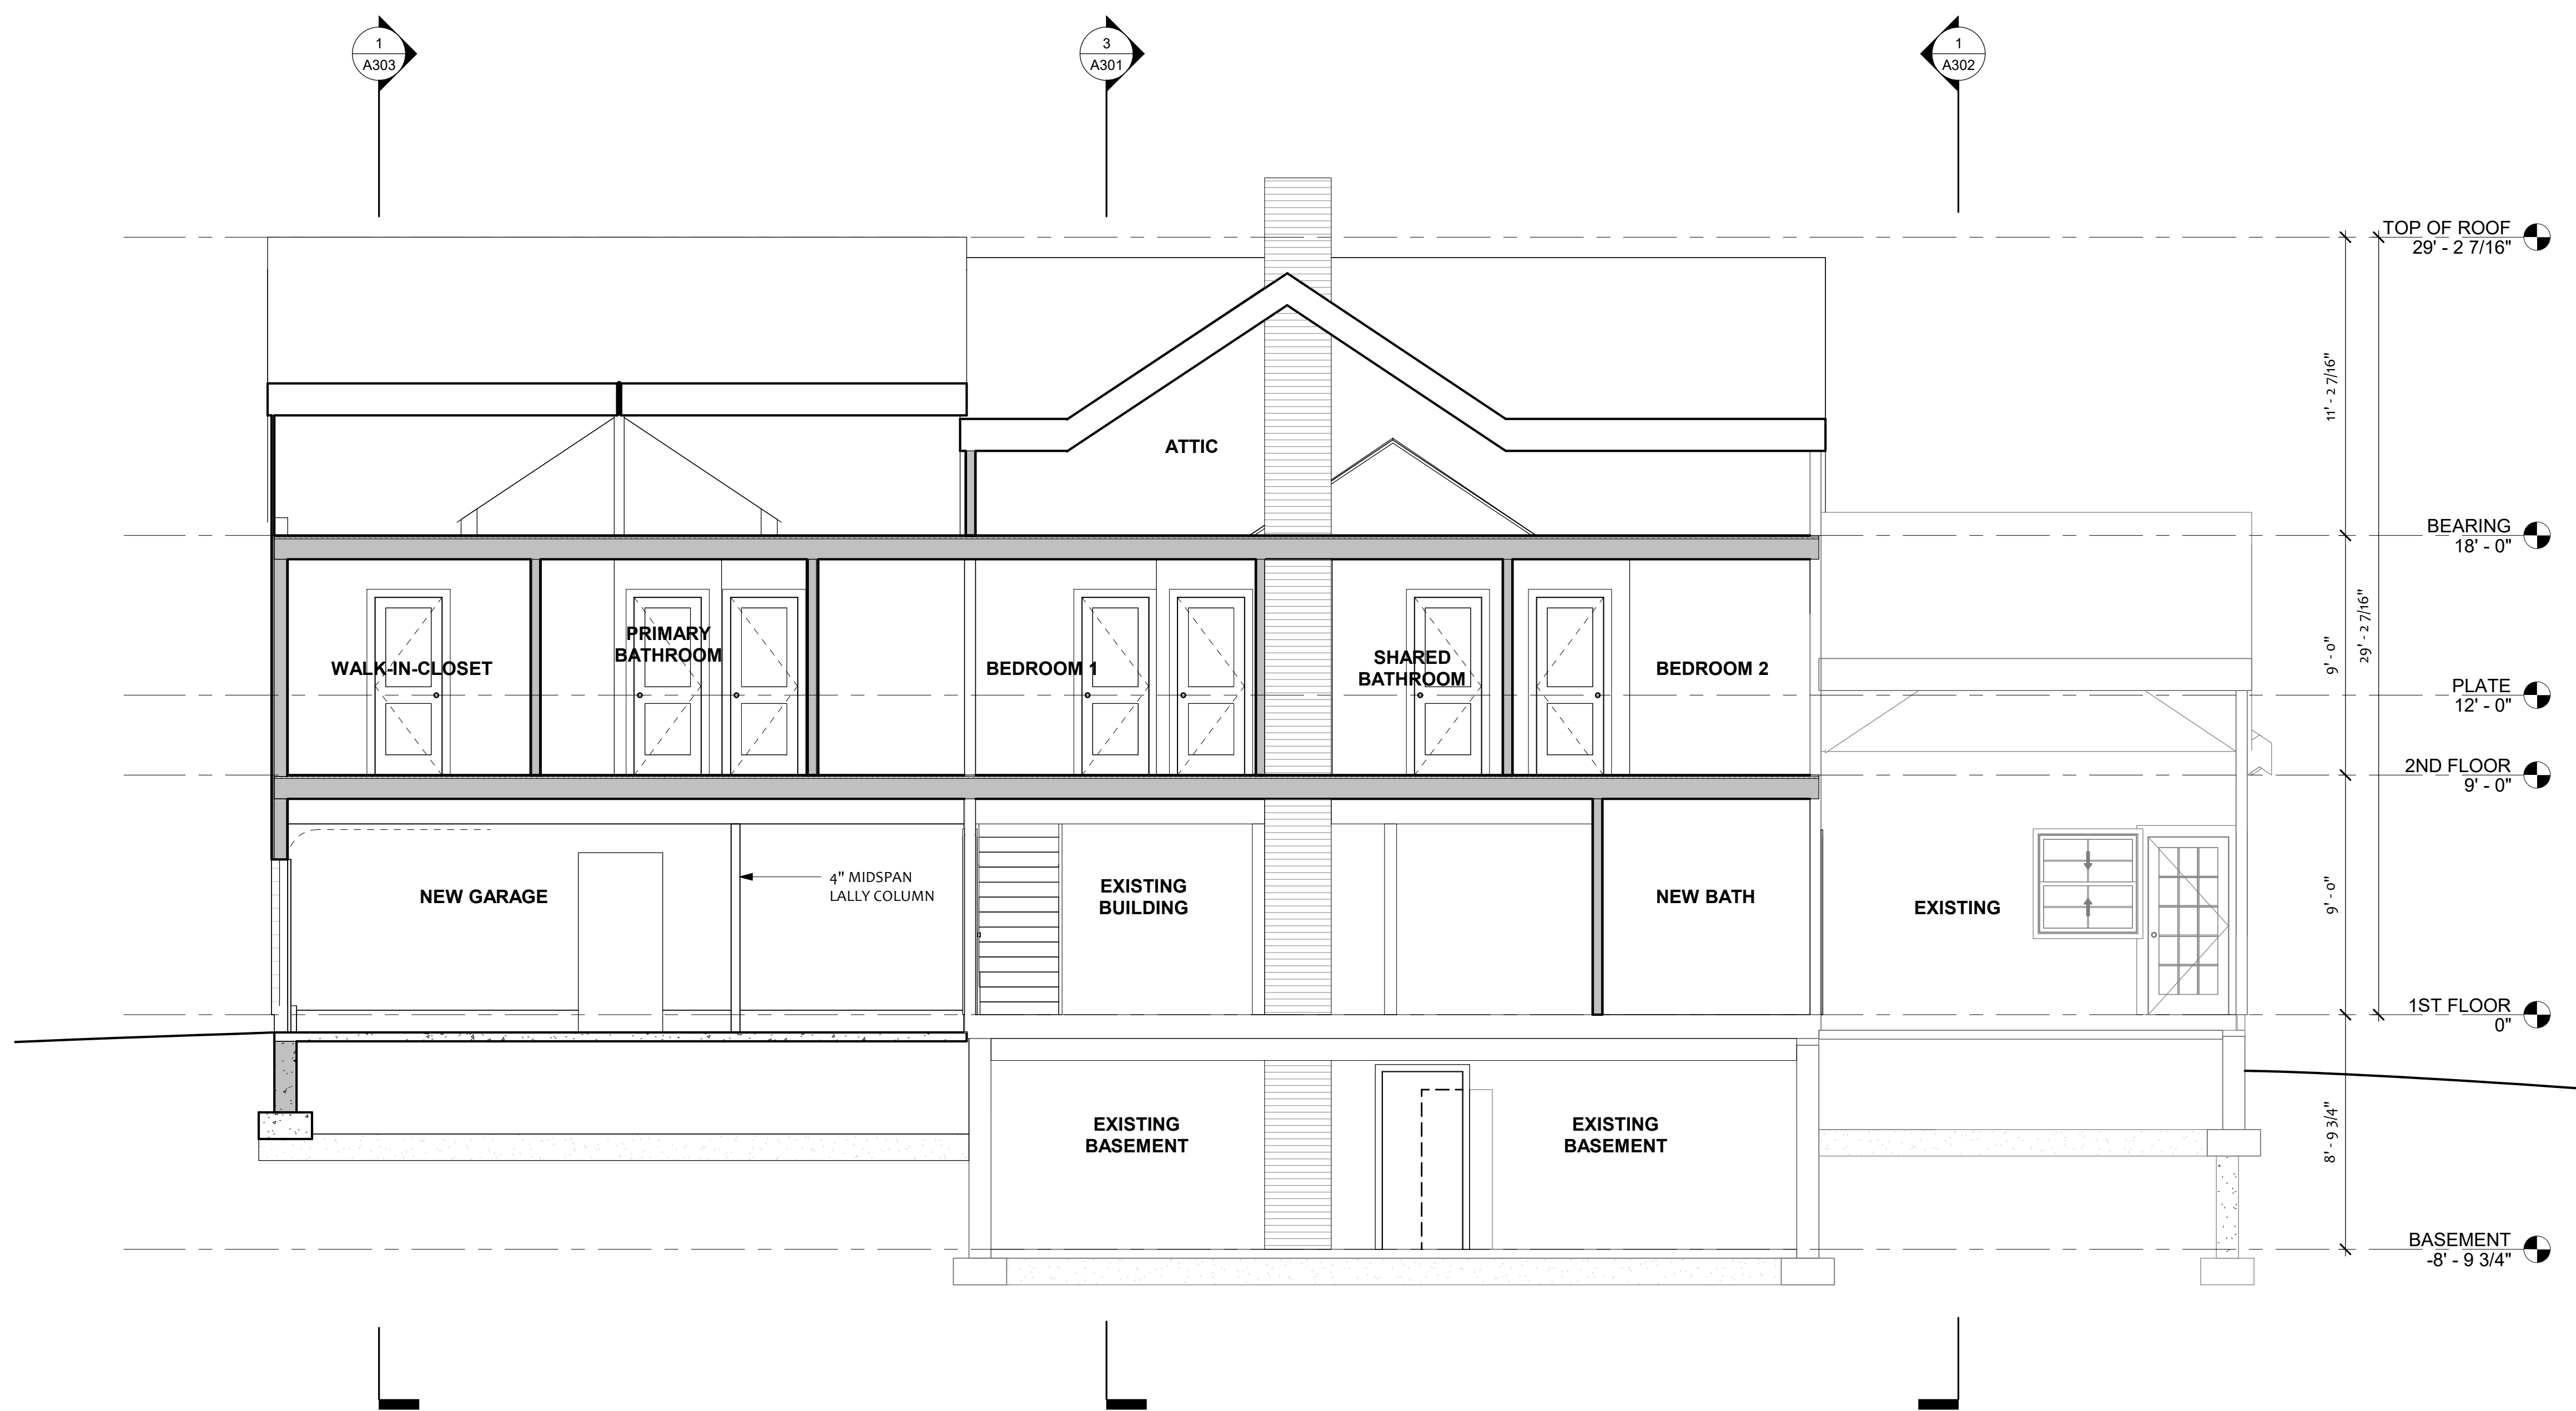 1
A303
3
A301
1
A302
TOP OF ROOF
29' - 2 7/16"
11' - 2 7/16"
ATTIC
BEARING
18' - 0"
PRIMARY
BATHROOM
WALK-IN-CLOSET
BEDROOM 1
SHARED
BATHROOM
BEDROOM 2
9' - 0"
29' - 2 7/16"
PLATE
12' - 0"
2ND FLOOR
9' - 0"
NEW GARAGE
4" MIDSPAN
LALLY COLUMN
EXISTING
BUILDING
NEW BATH
EXISTING
9' - 0"
1ST FLOOR
0"
EXISTING
BASEMENT
EXISTING
BASEMENT
8' - 9 3/4"
BASEMENT
-8' - 9 3/4"